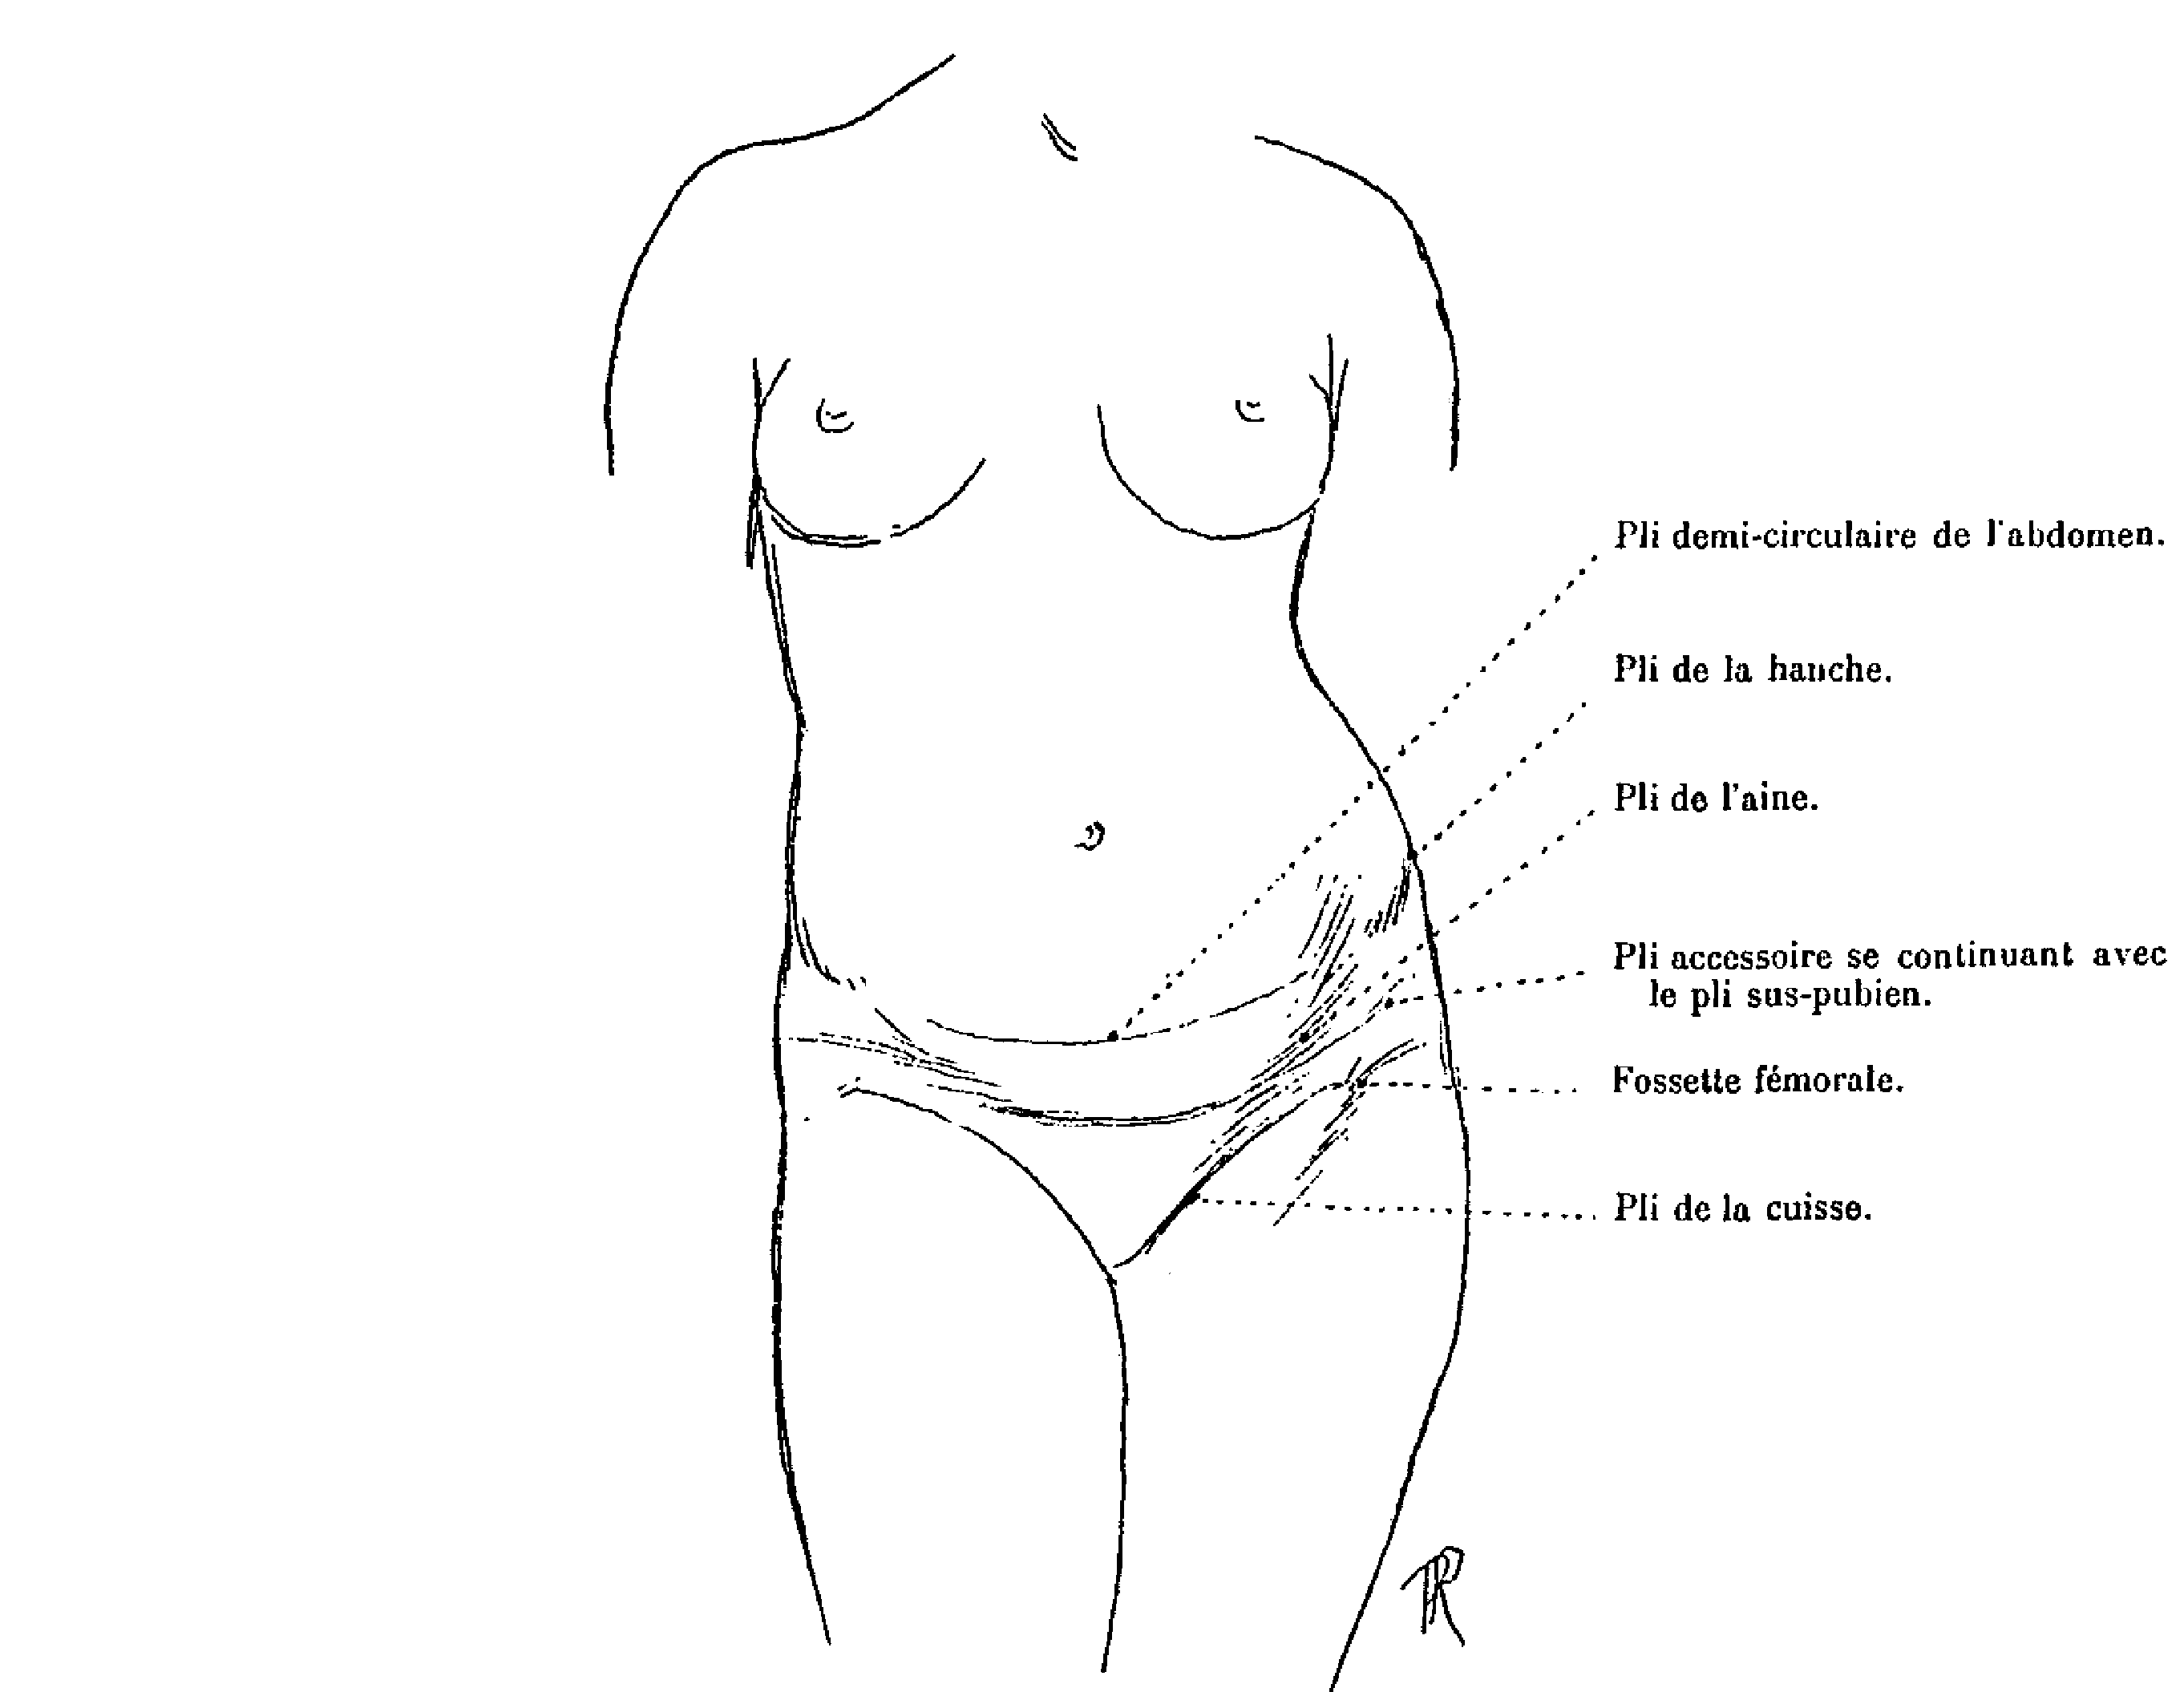 Pli demi-circulaire de l'abdomen.
Pli de la hanche.
Pli de l'aine.
Pli accessoire se continuant avec
le pli sus-pubien.
Fossette fémorale.
Pli de la cuisse.
PR